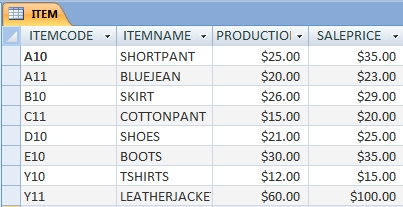 ITEM
ITEMCODE ITEMNAME PRODUCTIO SALEPRICE
A10 SHORTPANT $25.00 $35.00
A11 BLUEJEAN $20.00 $23.00
B10 SKIRT $26.00 $29.00
C11 COTTONPANT $15.00 $20.00
D10 SHOES $21.00 $25.00
E10 BOOTS $30.00 $35.00
Y10 TSHIRTS $12.00 $15.00
Y11 LEATHERJACKE $60.00 $100.00